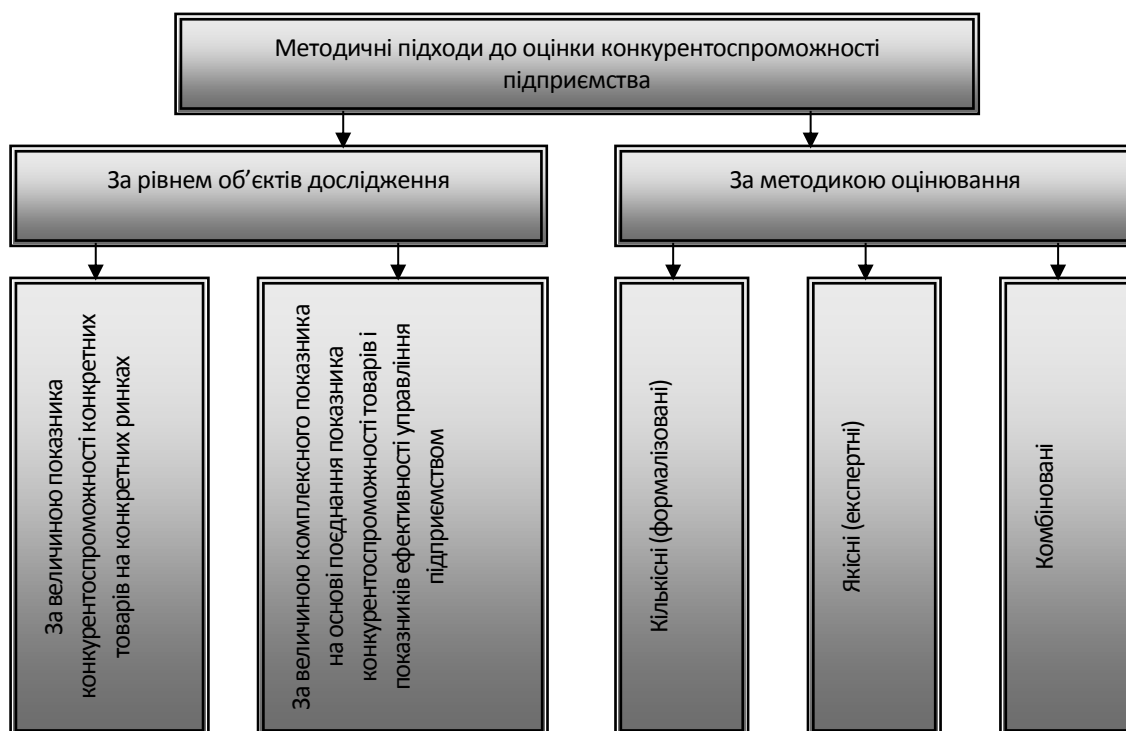 Методичні підходи до оцінки конкурентоспроможності
підприємства
За рівнем об’єктів дослідження
За методикою оцінювання
За величиною показника
конкурентоспроможності конкретних
товарів на конкретних ринках
За величиною комплексного показника
на основі поєднання показника
конкурентоспроможності товарів і
показників ефективності управління
підприємством
Кількісні (формалізовані)
Якісні (експертні)
Комбіновані